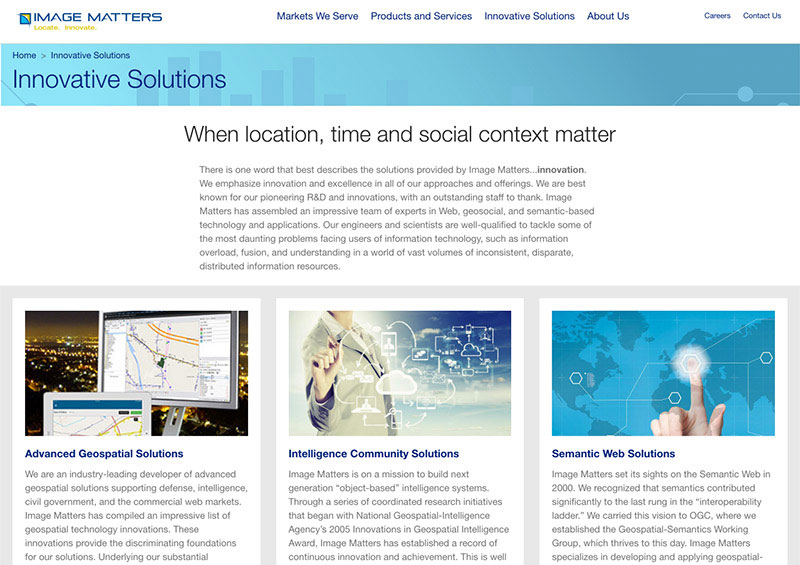 IMAGE MATTERS
Locate. Innovate.
Markets We Serve Products and Services Innovative Solutions About Us
Careers Contact Us
Home > Innovative Solutions
Innovative Solutions
When location, time and social context matter
There is one word that best describes the solutions provided by Image Matters...innovation.
We emphasize innovation and excellence in all of our approaches and offerings. We are best
known for our pioneering R&D and innovations, with an outstanding staff to thank. Image
Matters has assembled an impressive team of experts in Web, geosocial, and semantic-based
technology and applications. Our engineers and scientists are well-qualified to tackle some of
the most daunting problems facing users of information technology, such as information
overload, fusion, and understanding in a world of vast volumes of inconsistent, disparate,
distributed information resources.
Advanced Geospatial Solutions
We are an industry-leading developer of advanced
geospatial solutions supporting defense, intelligence,
civil government, and the commercial web markets.
Image Matters has compiled an impressive list of
geospatial technology innovations. These
innovations provide the discriminating foundations
for our solutions. Underlying our substantial
Intelligence Community Solutions
Image Matters is on a mission to build next
generation “object-based” intelligence systems.
Through a series of coordinated research initiatives
that began with National Geospatial-Intelligence
Agency’s 2005 Innovations in Geospatial Intelligence
Award, Image Matters has established a record of
continuous innovation and achievement. This is well
Semantic Web Solutions
Image Matters set its sights on the Semantic Web in
2000. We recognized that semantics contributed
significantly to the last rung in the “interoperability
ladder.” We carried this vision to OGC, where we
established the Geospatial-Semantics Working
Group, which thrives to this day. Image Matters
specializes in developing and applying geospatial-